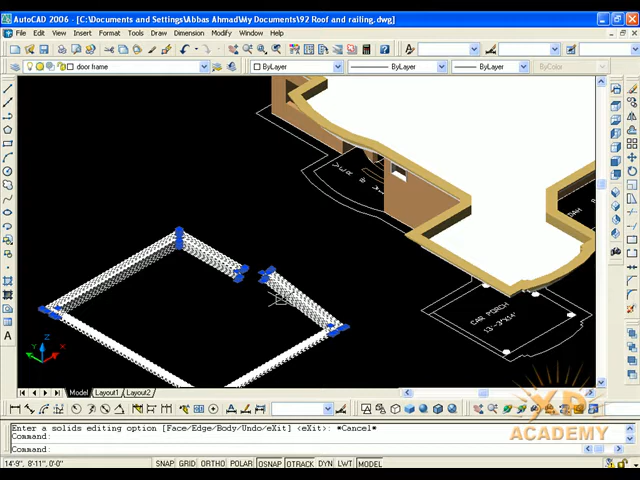 AutoCAD 2006 - [C:\Documents and Settings\Abbas Ahmad\My Documents\92 Roof and railing.dwg]
File Edit View Insert Format Tools Draw Dimension Modify Window Help
door frame
ByLayer
ByLayer
ByLayer
ByColor
CAR PORCH
13'-3"X14'
Z
X
Y
Model Layout1 Layout2
Enter a solids editing option [Face/Edge/Body/Undo/eXit] <eXit>: *Cancel*
Command:
Command:
XD
ACADEMY
14'-9", 8'-11", 0'-0"
SNAP GRID ORTHO POLAR OSNAP OTRACK DYN LWT MODEL